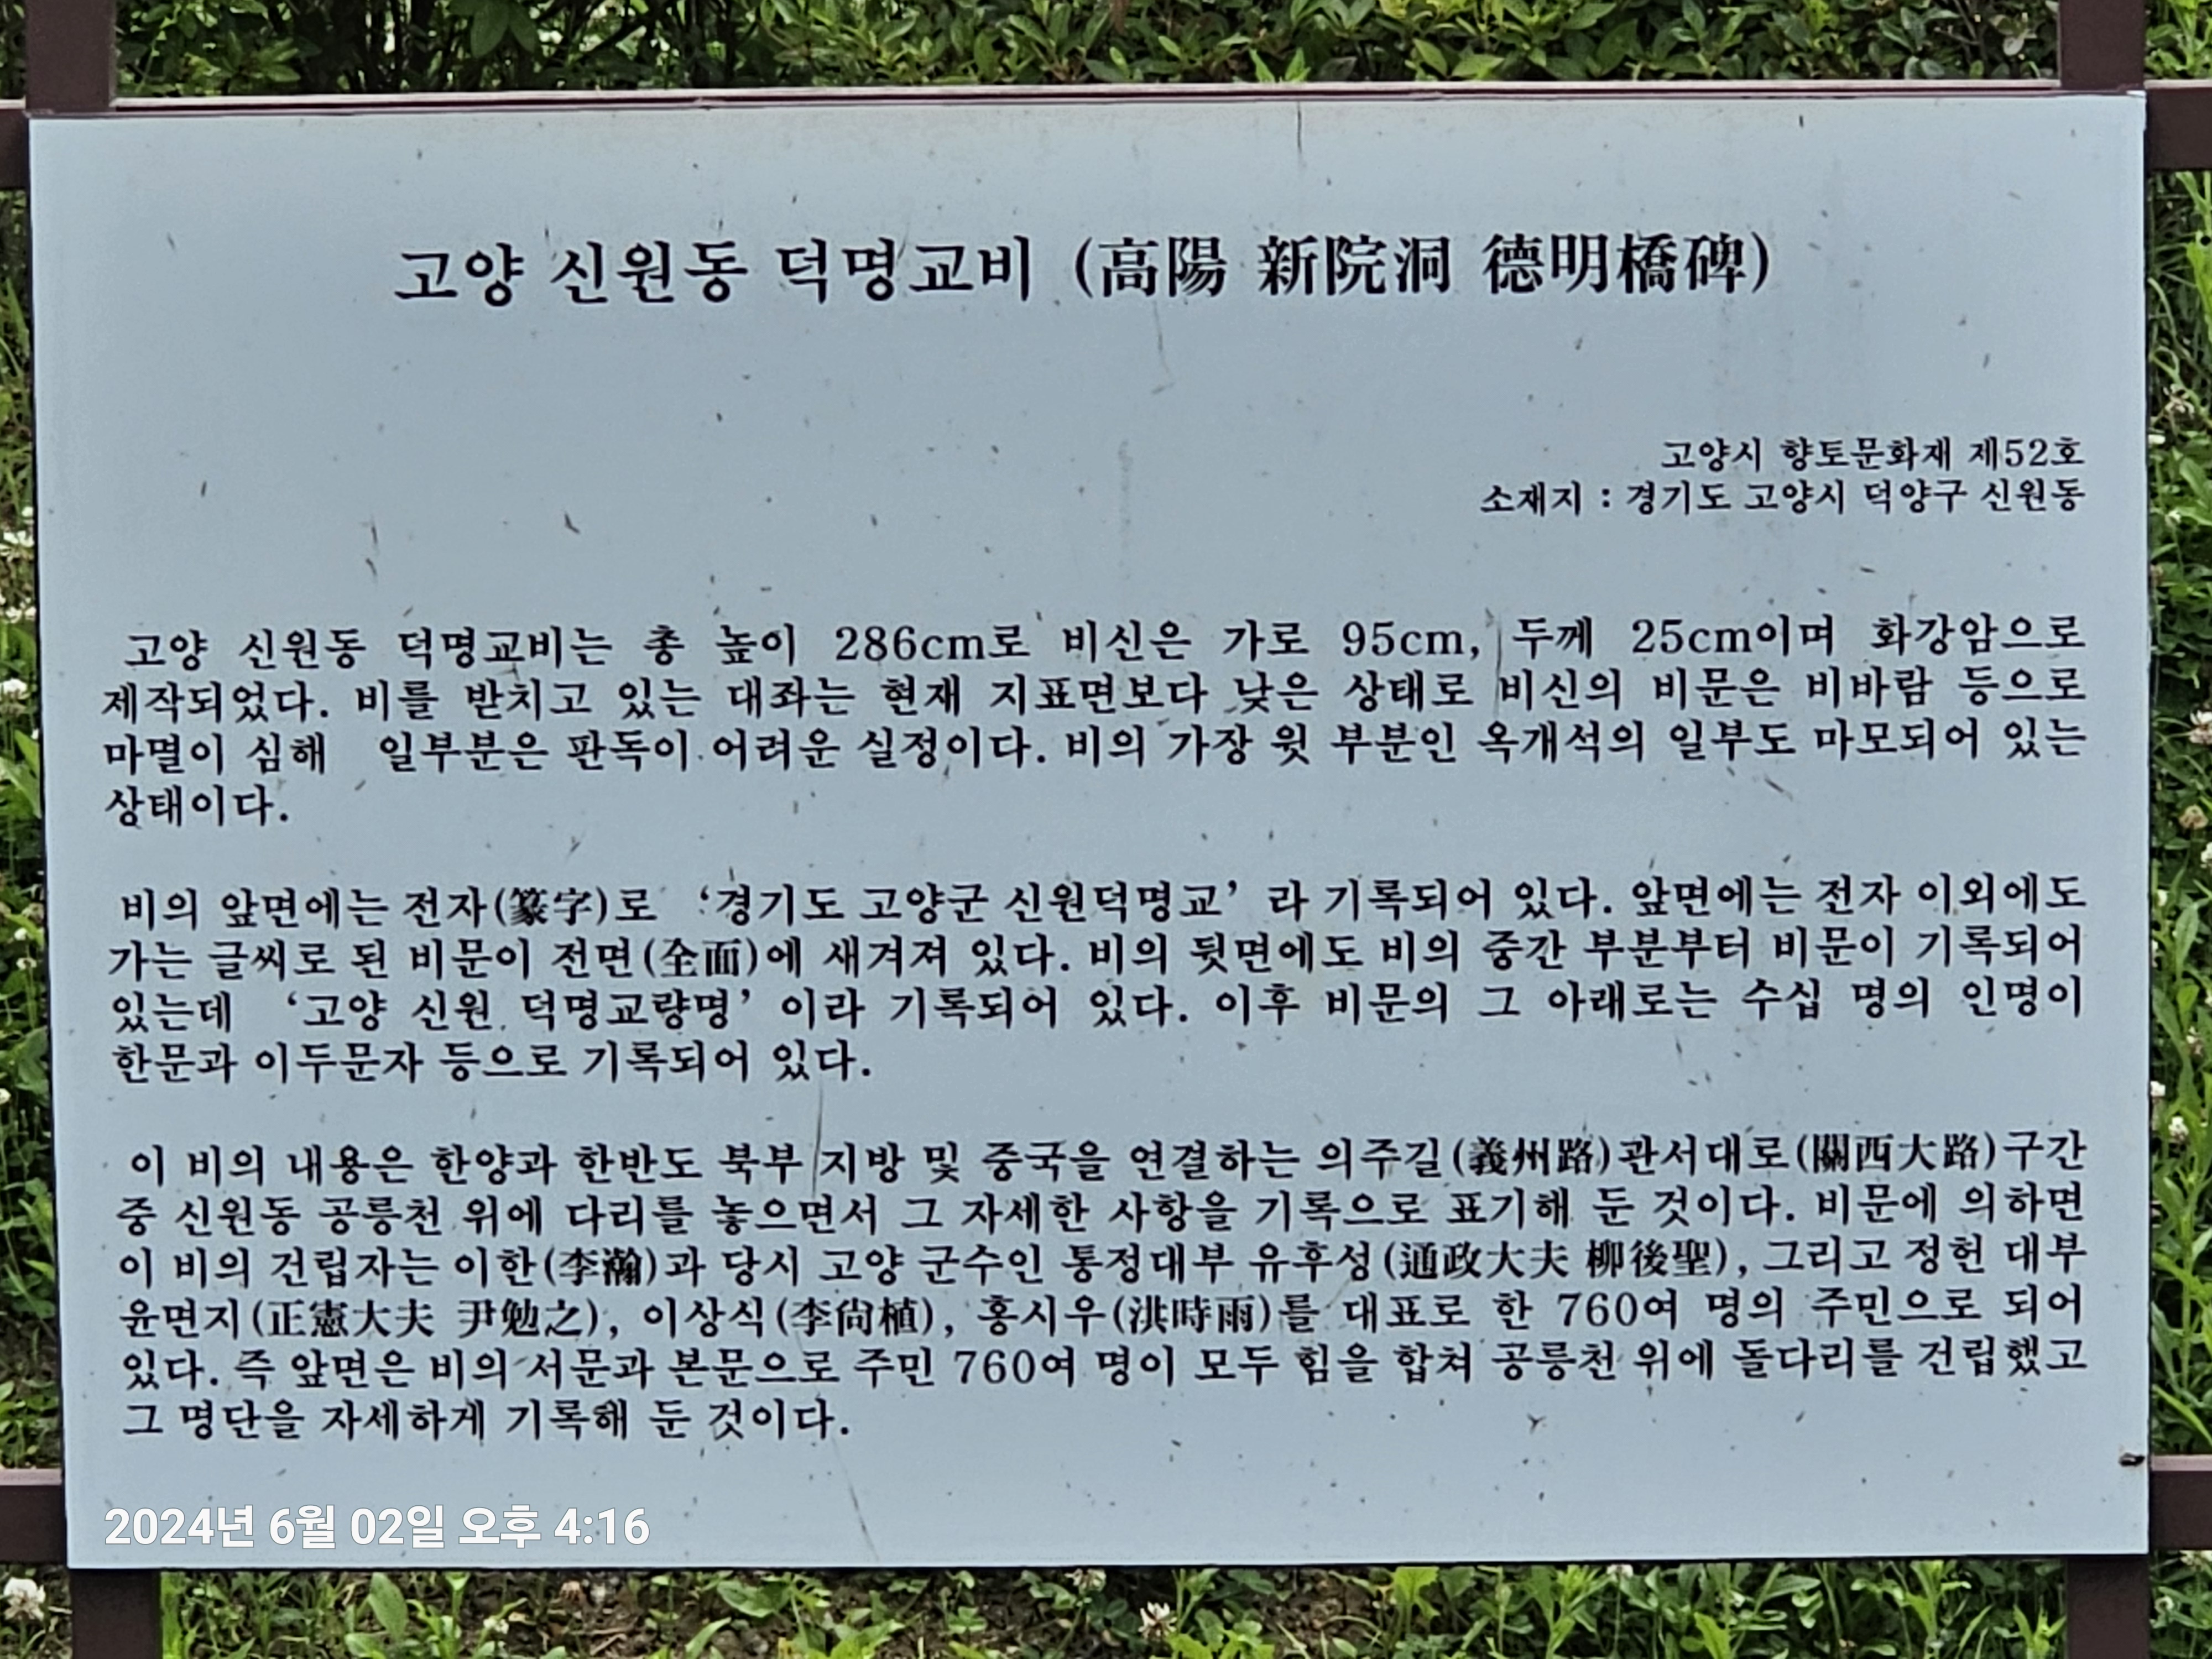 고양 신원동 덕명교비 (高陽 新院洞 德明橋碑)
고양시 향토문화재 제52호
소재지 : 경기도 고양시 덕양구 신원동
고양 신원동 덕명교비는 총 높이 286cm로 비신은 가로 95cm, 두께 25cm이며 화강암으로
제작되었다. 비를 받치고 있는 대좌는 현재 지표면보다 낮은 상태로 비신의 비문은 비바람 등으로
마멸이 심해 일부분은 판독이 어려운 실정이다. 비의 가장 윗 부분인 옥개석의 일부도 마모되어 있는
상태이다.
비의 앞면에는 전자(篆字)로 ‘경기도 고양군 신원덕명교’ 라 기록되어 있다. 앞면에는 전자 이외에도
가는 글씨로 된 비문이 전면(全面)에 새겨져 있다. 비의 뒷면에도 비의 중간 부분부터 비문이 기록되어
있는데 ‘고양 신원 덕명교량명’ 이라 기록되어 있다. 이후 비문의 그 아래로는 수십 명의 인명이
한문과 이두문자 등으로 기록되어 있다.
이 비의 내용은 한양과 한반도 북부 지방 및 중국을 연결하는 의주길(義州路)관서대로(關西大路)구간
중 신원동 공릉천 위에 다리를 놓으면서 그 자세한 사항을 기록으로 표기해 둔 것이다. 비문에 의하면
이 비의 건립자는 이한(李瀚)과 당시 고양 군수인 통정대부 유후성(通政大夫 柳後聖), 그리고 정헌 대부
윤면지(正憲大夫 尹勉之), 이상식(李尙植), 홍시우(洪時雨)를 대표로 한 760여 명의 주민으로 되어
있다. 즉 앞면은 비의 서문과 본문으로 주민 760여 명이 모두 힘을 합쳐 공릉천 위에 돌다리를 건립했고
그 명단을 자세하게 기록해 둔 것이다.
2024년 6월 02일 오후 4:16